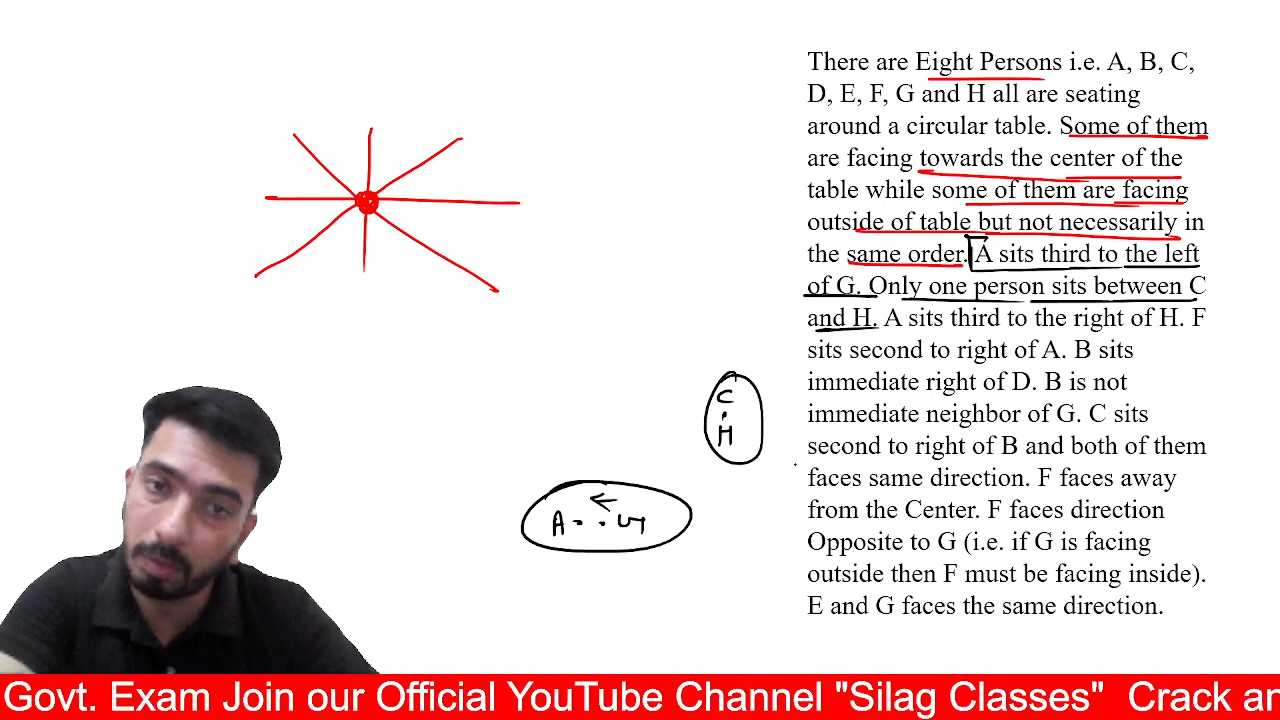 There are Eight Persons i.e. A, B, C,
D, E, F, G and H all are seating
around a circular table. Some of them
are facing towards the center of the
table while some of them are facing
outside of table but not necessarily in
the same order. A sits third to the left
of G. Only one person sits between C
and H. A sits third to the right of H. F
sits second to right of A. B sits
immediate right of D. B is not
immediate neighbor of G. C sits
second to right of B and both of them
faces same direction. F faces away
from the Center. F faces direction
Opposite to G (i.e. if G is facing
outside then F must be facing inside).
E and G faces the same direction.
C
.
H
A . . G
Govt. Exam Join our Official YouTube Channel "Silag Classes" Crack an